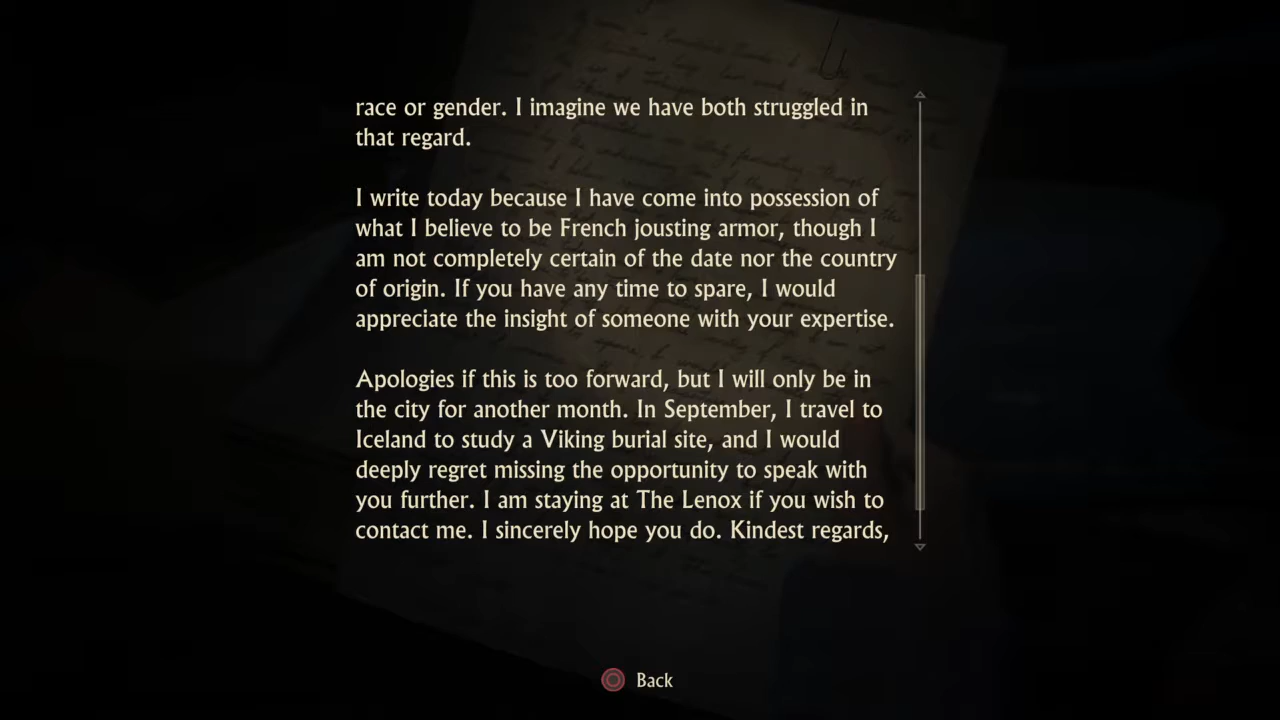 race or gender. I imagine we have both struggled in
that regard.
I write today because I have come into possession of
what I believe to be French jousting armor, though I
am not completely certain of the date nor the country
of origin. If you have any time to spare, I would
appreciate the insight of someone with your expertise.
Apologies if this is too forward, but I will only be in
the city for another month. In September, I travel to
Iceland to study a Viking burial site, and I would
deeply regret missing the opportunity to speak with
you further. I am staying at The Lenox if you wish to
contact me. I sincerely hope you do. Kindest regards,
Back